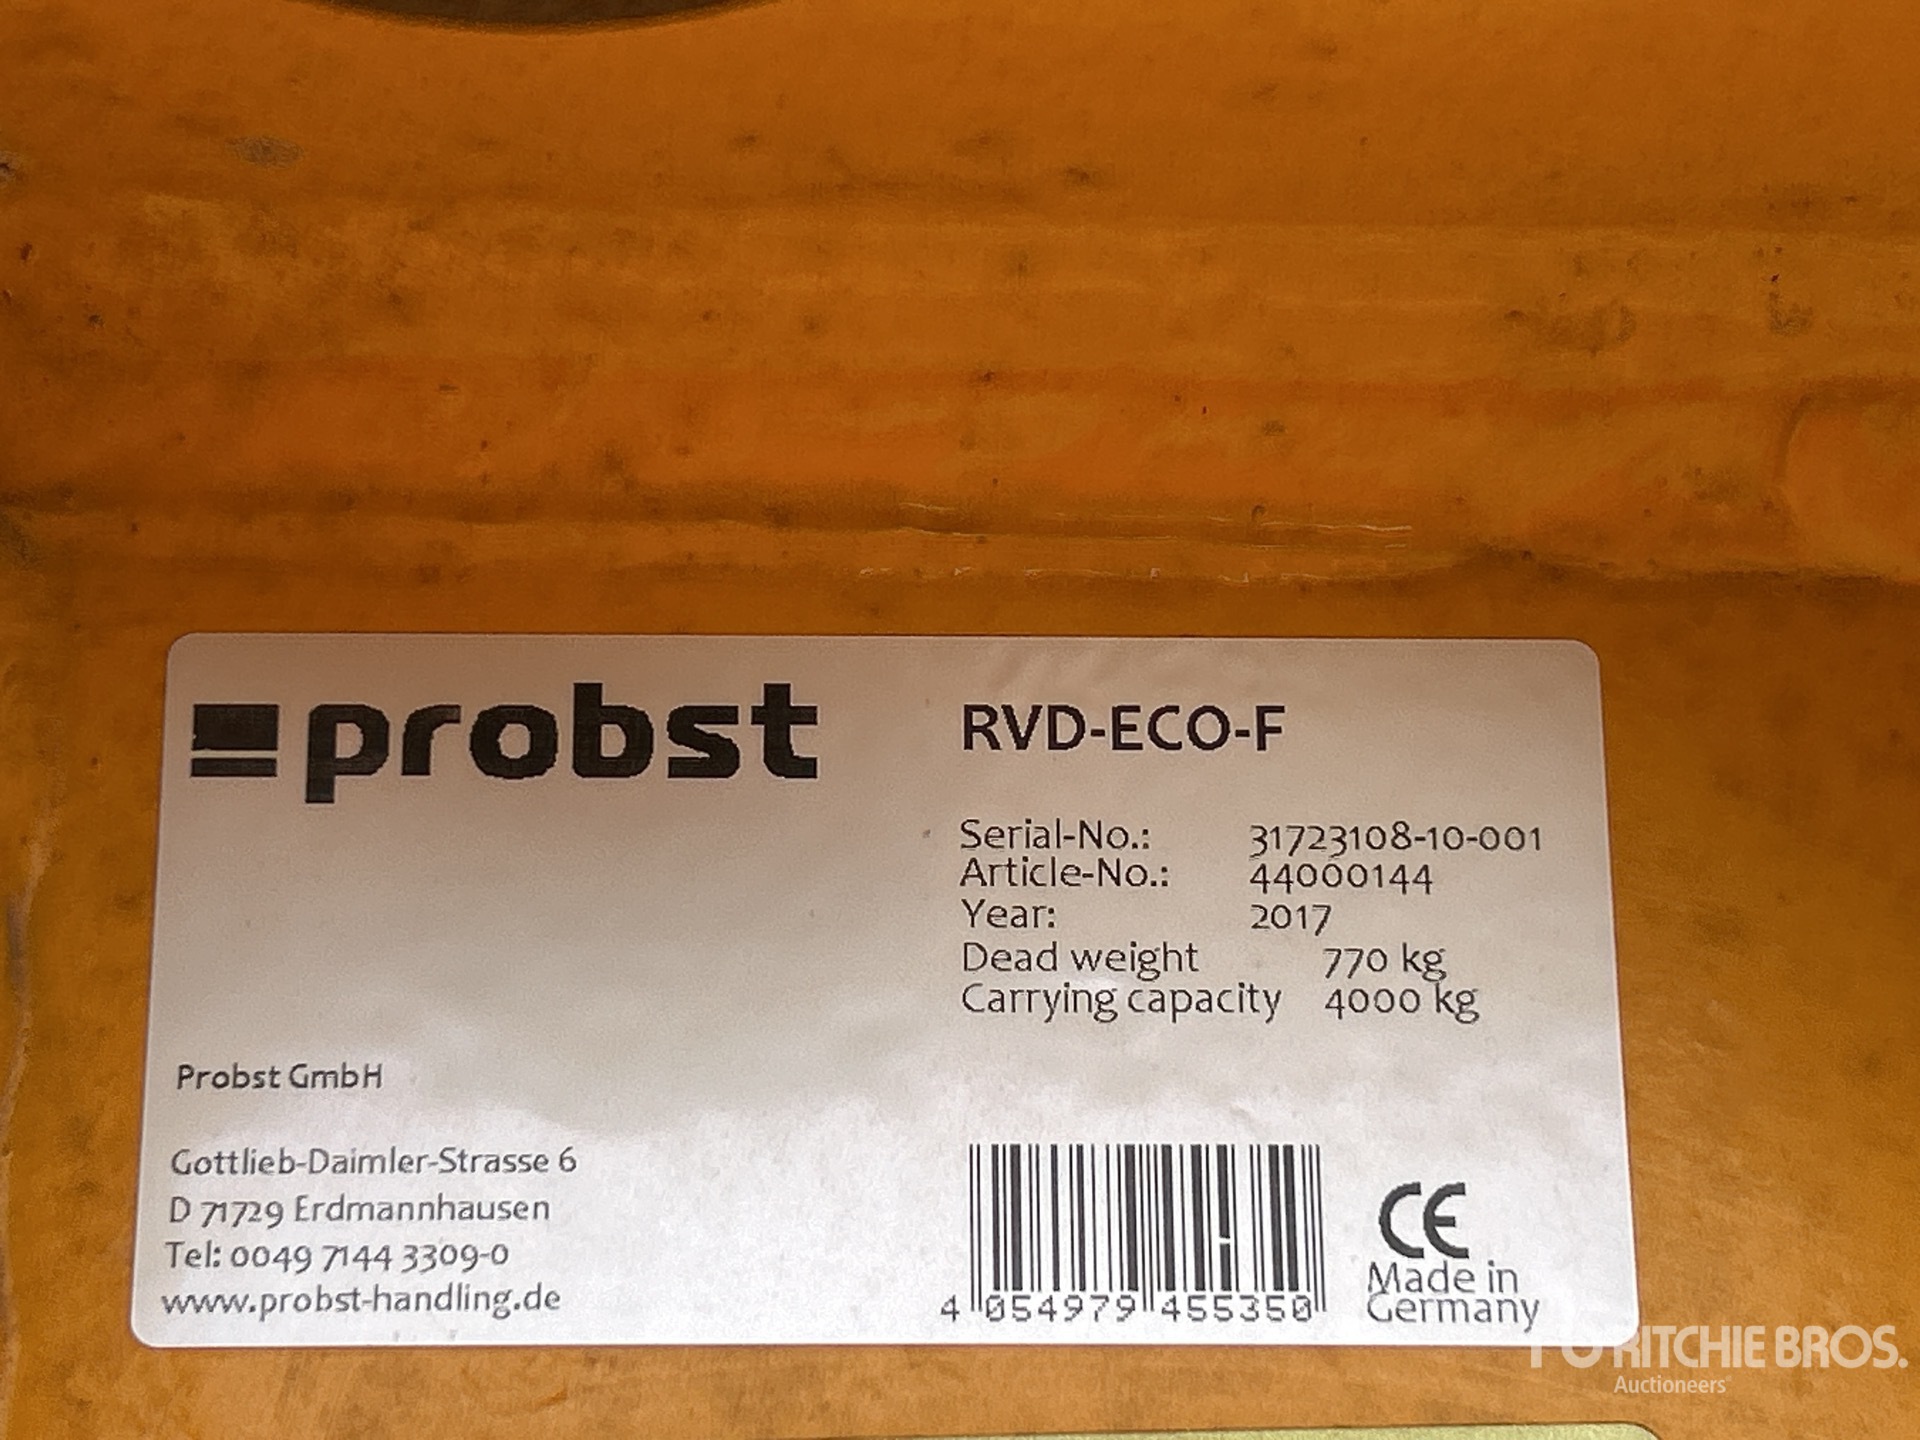 probst
RVD-ECO-F
Serial-No.: 31723108-10-001
Article-No.: 44000144
Year: 2017
Dead weight 770 kg
Carrying capacity 4000 kg
Probst GmbH
Gottlieb-Daimler-Strasse 6
D 71729 Erdmannhausen
Tel: 0049 7144 3309-0
www.probst-handling.de
4 054979 455350
CE
Made in
Germany
RITCHIE BROS.
Auctioneers